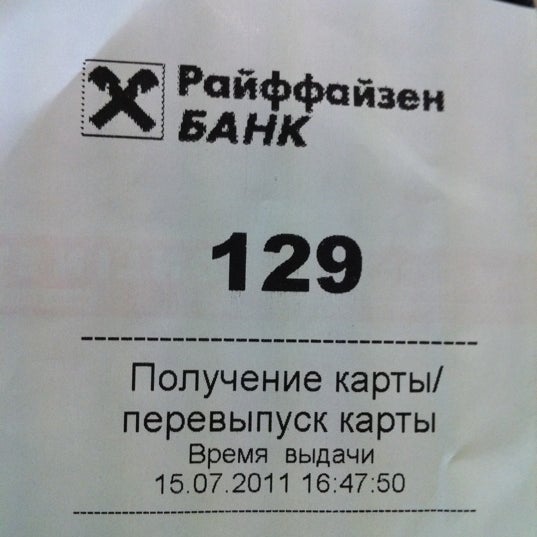 Райффайзен
БАНК
129
Получение карты/
перевыпуск карты
Время выдачи
15.07.2011 16:47:50